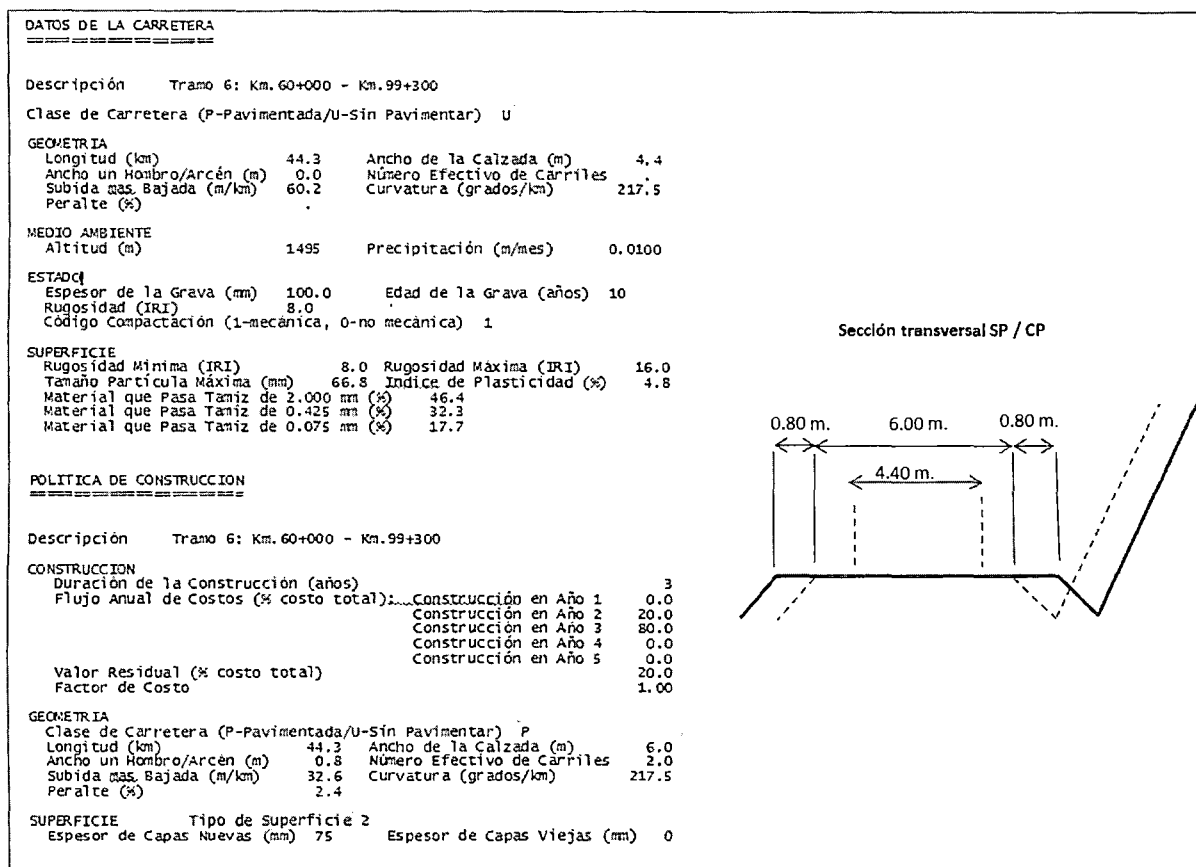 DATOS DE LA CARRETERA
Descripción Tramo 6: Km.60+000 - Km.99+300
Clase de Carretera (P-Pavimentada/U-Sin Pavimentar) U
GEOMETRIA
Longitud (km) 44.3 Ancho de la Calzada (m) 4.4
Ancho un Hombro/Arcén (m) 0.0 Número Efectivo de Carriles .
Subida mas Bajada (m/km) 60.2 Curvatura (grados/km) 217.5
Peralte (%) .
MEDIO AMBIENTE
Altitud (m) 1495 Precipitación (m/mes) 0.0100
ESTADO
Espesor de la Grava (mm) 100.0 Edad de la Grava (años) 10
Rugosidad (IRI) 8.0
Código Compactación (1-mecánica, 0-no mecánica) 1
SUPERFICIE
Rugosidad Minima (IRI) 8.0 Rugosidad Máxima (IRI) 16.0
Tamaño Partícula Máxima (mm) 66.8 Indice de Plasticidad (%) 4.8
Material que Pasa Tamiz de 2.000 mm (%) 46.4
Material que Pasa Tamiz de 0.425 mm (%) 32.3
Material que Pasa Tamiz de 0.075 mm (%) 17.7
POLITICA DE CONSTRUCCION
Descripción Tramo 6: Km.60+000 - Km.99+300
CONSTRUCCION
Duración de la Construcción (años) 3
Flujo Anual de Costos (% costo total): Construcción en Año 1 0.0
Construcción en Año 2 20.0
Construcción en Año 3 80.0
Construcción en Año 4 0.0
Construcción en Año 5 0.0
Valor Residual (% costo total) 20.0
Factor de Costo 1.00
GEOMETRIA
Clase de Carretera (P-Pavimentada/U-Sin Pavimentar) P
Longitud (km) 44.3 Ancho de la Calzada (m) 6.0
Ancho un Hombro/Arcén (m) 0.8 Número Efectivo de Carriles 2.0
Subida mas Bajada (m/km) 32.6 Curvatura (grados/km) 217.5
Peralte (%) 2.4
SUPERFICIE Tipo de Superficie 2
Espesor de Capas Nuevas (mm) 75 Espesor de Capas Viejas (mm) 0
Sección transversal SP / CP
0.80 m. 6.00 m. 0.80 m.
4.40 m.